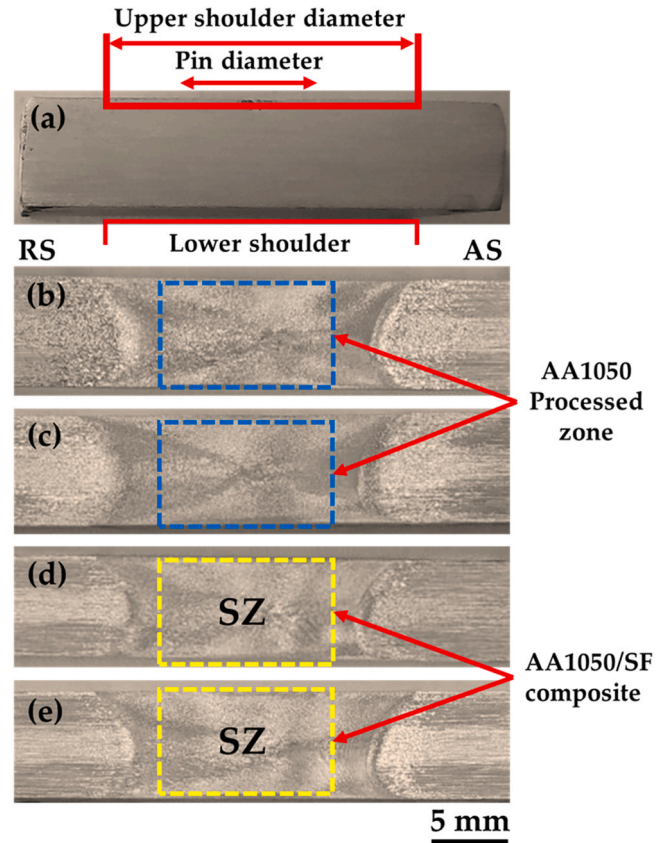 Upper shoulder diameter
Pin diameter
(a)
RS
Lower shoulder
AS
(b)
AA1050
Processed
zone
(c)
(d)
SZ
AA1050/SF
composite
(e)
SZ
5 mm